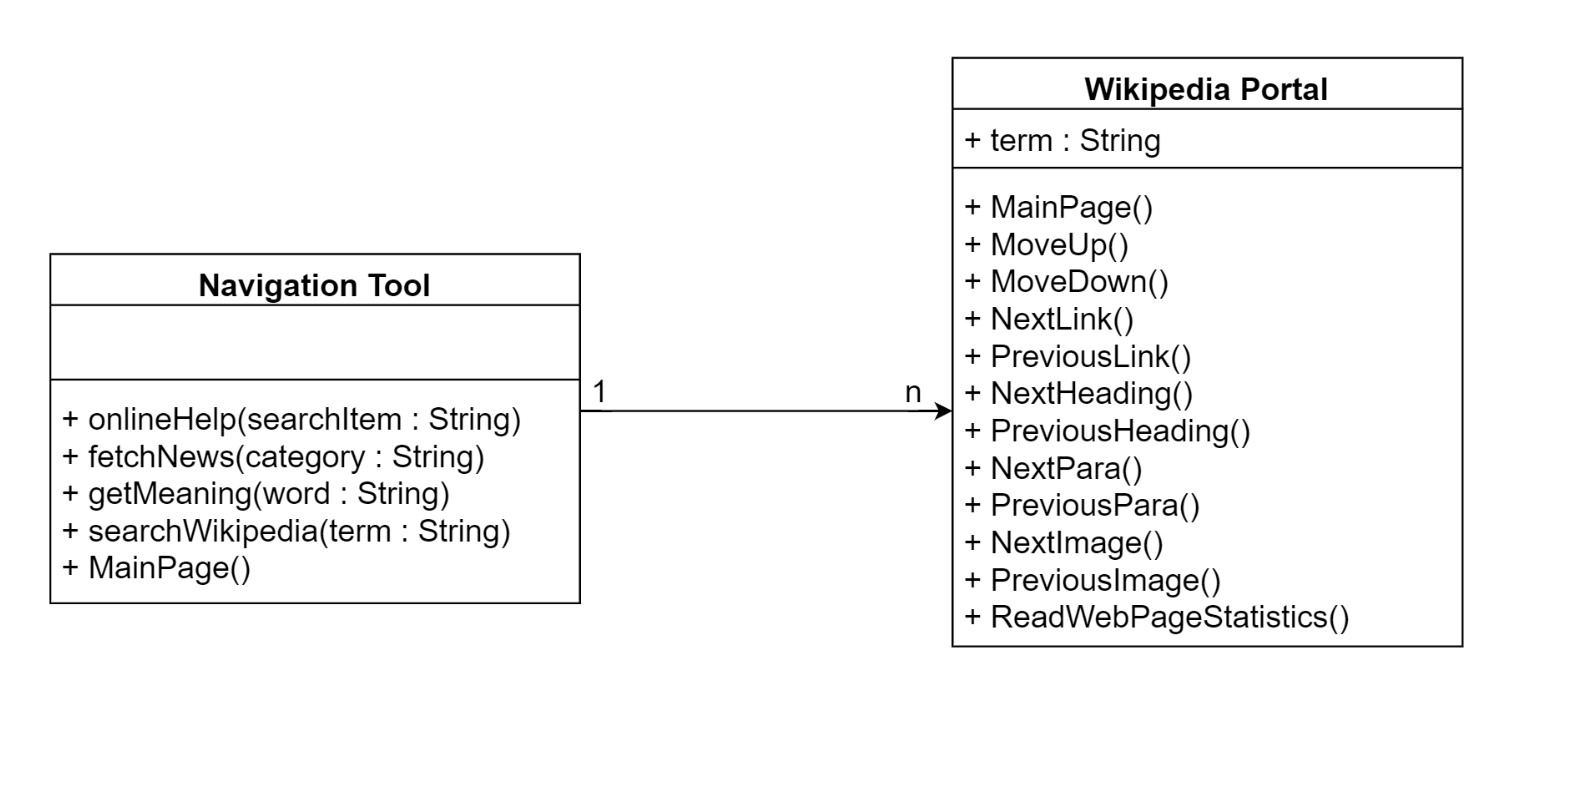 Navigation Tool
+ onlineHelp(searchItem : String)
+ fetchNews(category : String)
+ getMeaning(word : String)
+ searchWikipedia(term : String)
+ MainPage()
1
n
Wikipedia Portal
+ term : String
+ MainPage()
+ MoveUp()
+ MoveDown()
+ NextLink()
+ PreviousLink()
+ NextHeading()
+ PreviousHeading()
+ NextPara()
+ PreviousPara()
+ NextImage()
+ PreviousImage()
+ ReadWebPageStatistics()